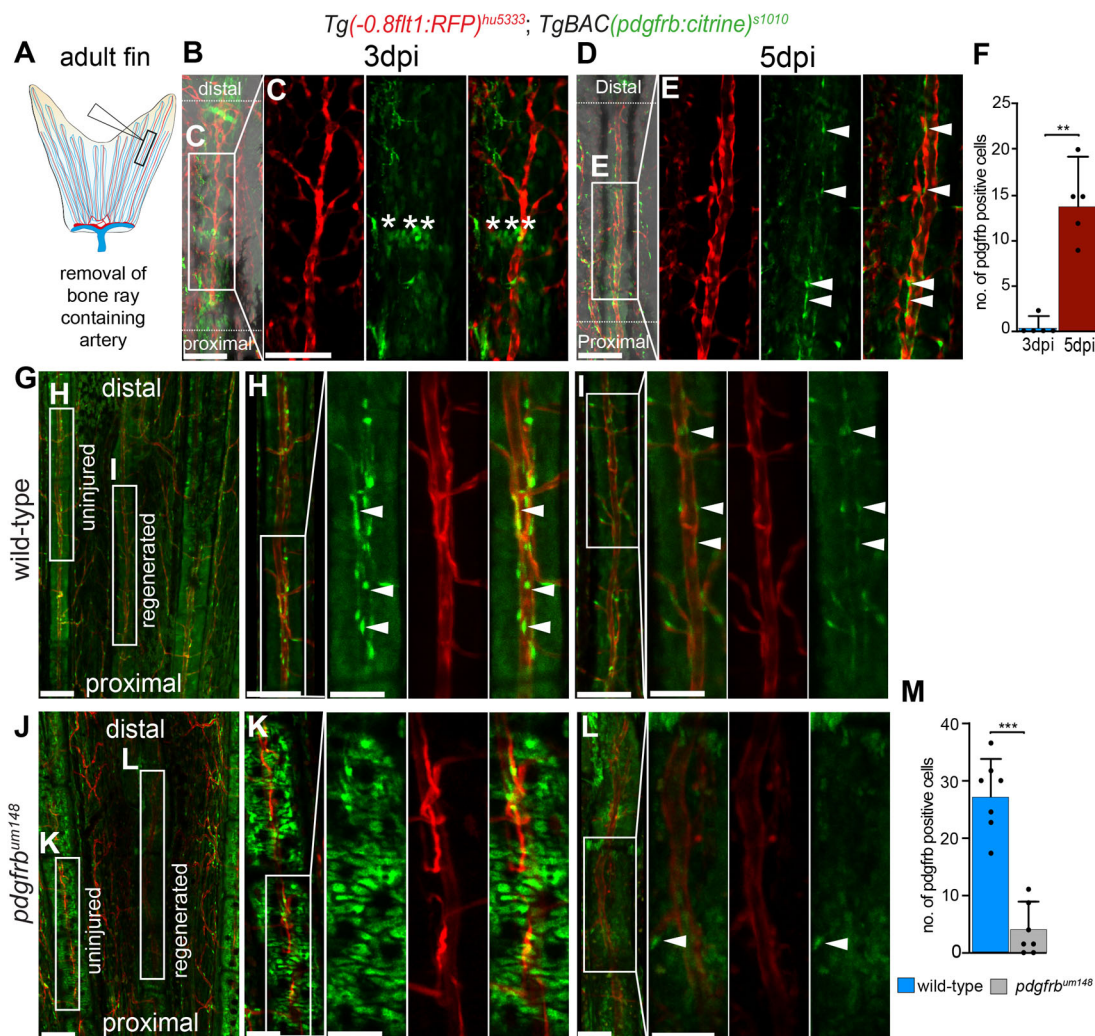 Tg(-0.8flt1:RFP)hu5333; TgBAC(pdgfrb:citrine)s1010
A adult fin
removal of
bone ray
containing
artery
3dpi
B distal
C
proximal
C
* **
***
5dpi
D Distal
E
Proximal
E
F
no. of pdgfrb positive cells
25
20
15
10
5
0
**
3dpi 5dpi
wild-type
G
H distal
uninjured
I
regenerated
proximal
H
I
pdgfrbum148
J distal
L
K
uninjured
regenerated
proximal
K
L
M
no. of pdgfrb positive cells
40
30
20
10
0
***
wild-type pdgfrbum148